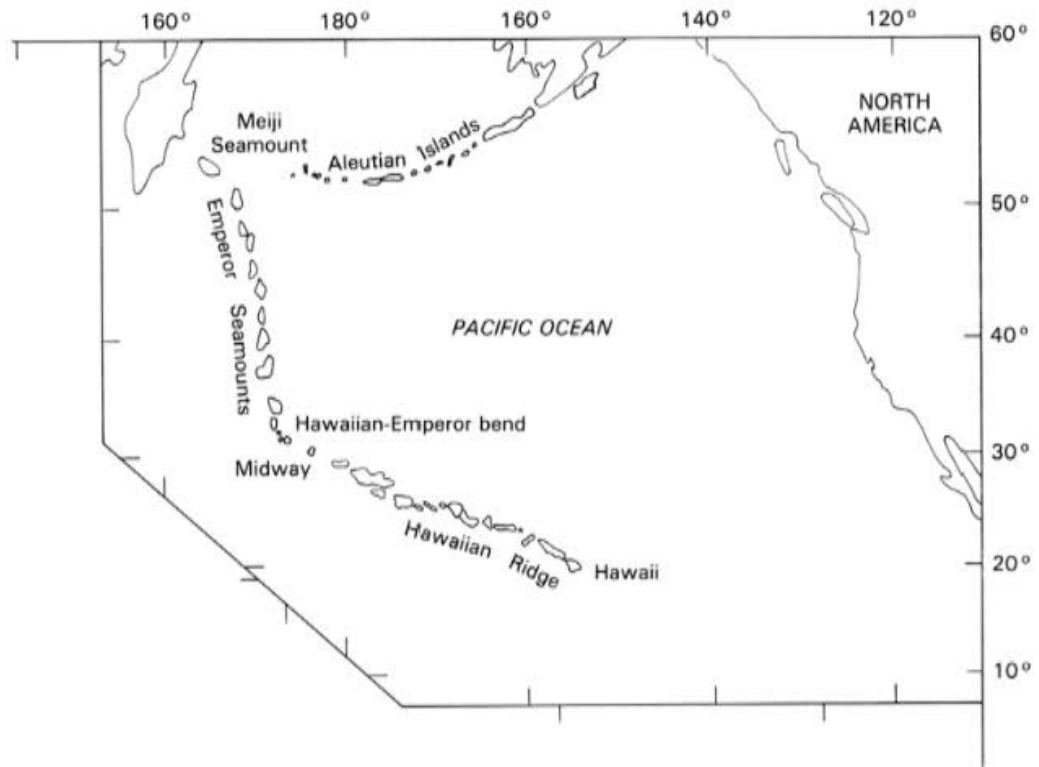 160° 180° 160° 140° 120°
60°
NORTH
AMERICA
Meiji
Seamount
Aleutian Islands
50°
Emperor
Seamounts
PACIFIC OCEAN
40°
Hawaiian-Emperor bend
30°
Midway
Hawaiian Ridge
Hawaii
20°
10°